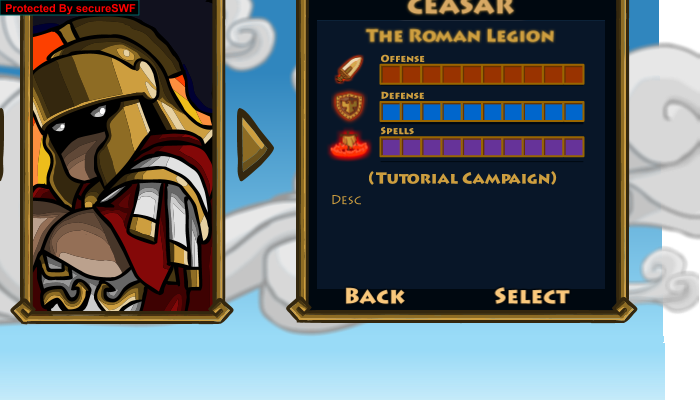 Protected By secureSWF
CEASAR
THE ROMAN LEGION
OFFENSE
DEFENSE
SPELLS
(TUTORIAL CAMPAIGN)
DESC
BACK
SELECT